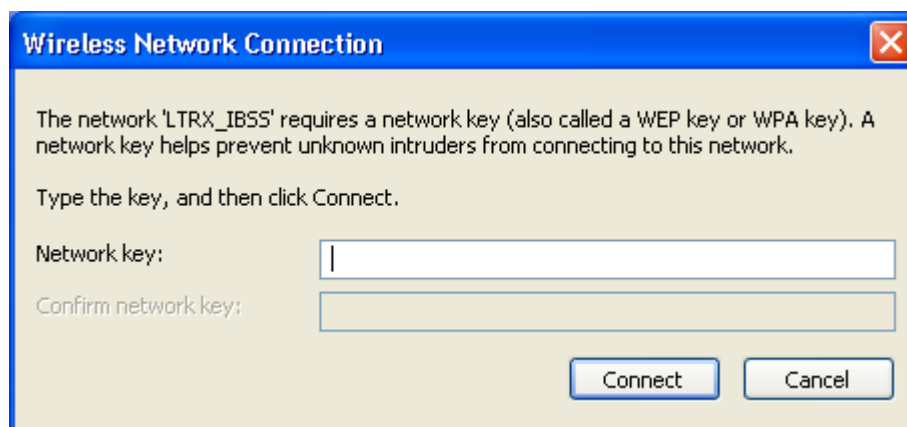 Wireless Network Connection
The network 'LTRX_IBSS' requires a network key (also called a WEP key or WPA key). A
network key helps prevent unknown intruders from connecting to this network.
Type the key, and then click Connect.
Network key:
Confirm network key:
Connect Cancel